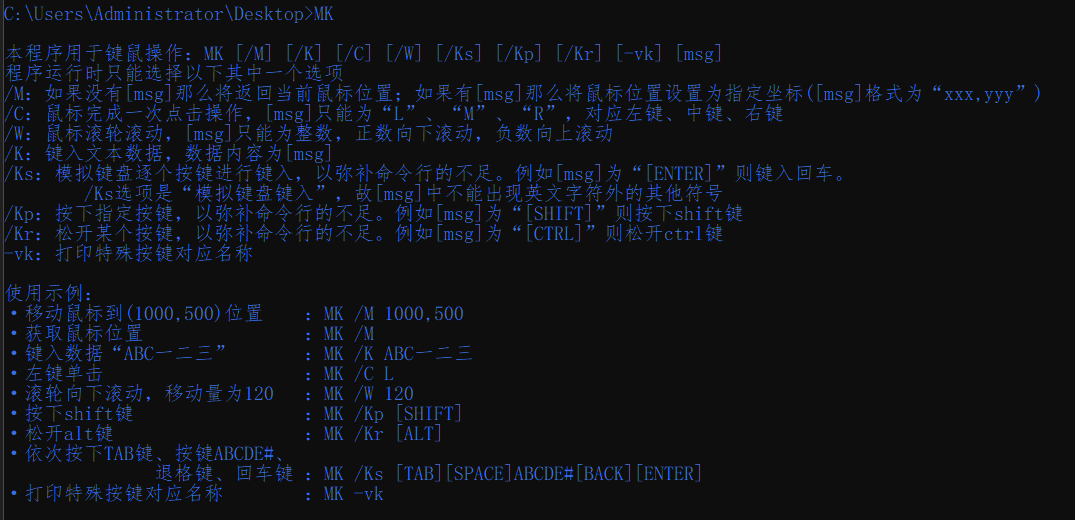 C:\Users\Administrator\Desktop>MK
本程序用于键鼠操作：MK [/M] [/K] [/C] [/W] [/Ks] [/Kp] [/Kr] [-vk] [msg]
程序运行时只能选择以下其中一个选项
/M：如果没有[msg]那么将返回当前鼠标位置；如果有[msg]那么将鼠标位置设置为指定坐标([msg]格式为“xxx,yyy”)
/C：鼠标完成一次点击操作，[msg]只能为“L”、“M”、“R”，对应左键、中键、右键
/W：鼠标滚轮滚动，[msg]只能为整数，正数向下滚动，负数向上滚动
/K：键入文本数据，数据内容为[msg]
/Ks：模拟键盘逐个按键进行键入，以弥补命令行的不足。例如[msg]为“[ENTER]”则键入回车。
/Ks选项是“模拟键盘键入”，故[msg]中不能出现英文字符外的其他符号
/Kp：按下指定按键，以弥补命令行的不足。例如[msg]为“[SHIFT]”则按下shift键
/Kr：松开某个按键，以弥补命令行的不足。例如[msg]为“[CTRL]”则松开ctrl键
-vk：打印特殊按键对应名称
使用示例：
·移动鼠标到(1000,500)位置 ：MK /M 1000,500
·获取鼠标位置 ：MK /M
·键入数据“ABC一二三” ：MK /K ABC一二三
·左键单击 ：MK /C L
·滚轮向下滚动，移动量为120 ：MK /W 120
·按下shift键 ：MK /Kp [SHIFT]
·松开alt键 ：MK /Kr [ALT]
·依次按下TAB键、按键ABCDE#、
退格键、回车键 ：MK /Ks [TAB][SPACE]ABCDE#[BACK][ENTER]
·打印特殊按键对应名称 ：MK -vk